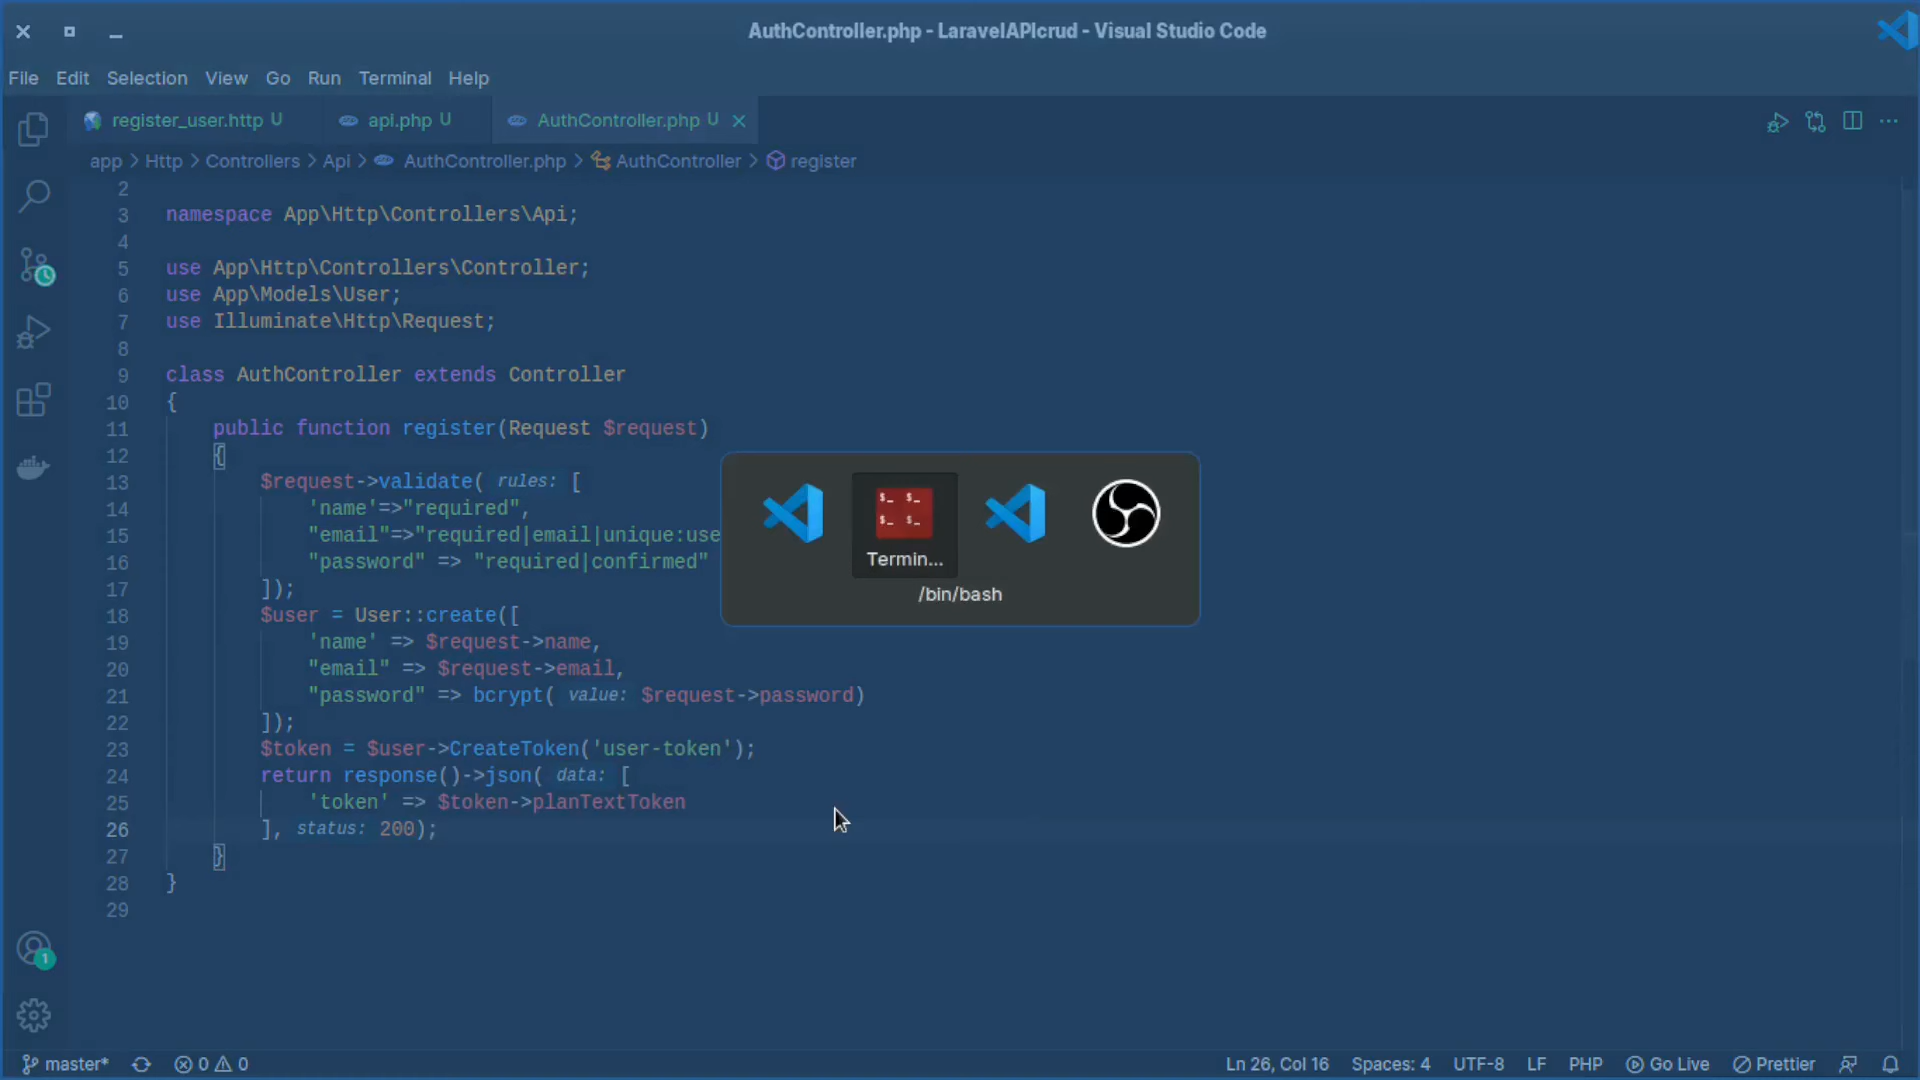 AuthController.php - LaravelAPIcrud - Visual Studio Code
File Edit Selection View Go Run Terminal Help
register_user.http U api.php U AuthController.php U
app > Http > Controllers > Api > AuthController.php > AuthController > register
2
3 namespace App\Http\Controllers\Api;
4
5 use App\Http\Controllers\Controller;
6 use App\Models\User;
7 use Illuminate\Http\Request;
8
9 class AuthController extends Controller
10 {
11 public function register(Request $request)
12 {
13 $request->validate( rules: [
14 'name'=>"required",
15 "email"=>"required|email|unique:use
16 "password" => "required|confirmed"
17 ]);
18 $user = User::create([
19 'name' => $request->name,
20 "email" => $request->email,
21 "password" => bcrypt( value: $request->password)
22 ]);
23 $token = $user->CreateToken('user-token');
24 return response()->json( data: [
25 'token' => $token->planTextToken
26 ], status: 200);
27 }
28 }
29
$_ $_
$_ $_
Termin...
/bin/bash
1
master* 0 0 Ln 26, Col 16 Spaces: 4 UTF-8 LF PHP Go Live Prettier